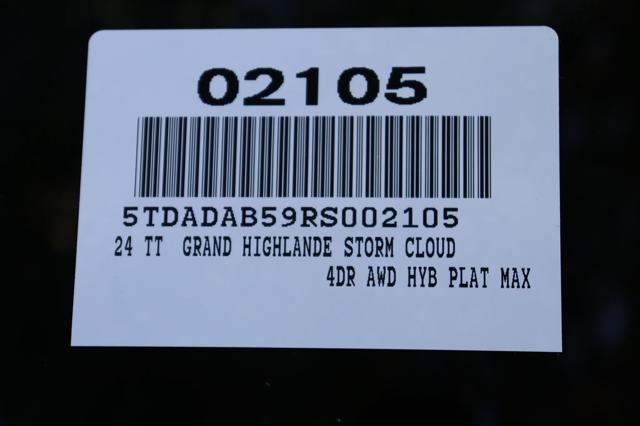 02105
5TDADAB59RS002105
24 TT GRAND HIGHLANDE STORM CLOUD
4DR AWD HYB PLAT MAX